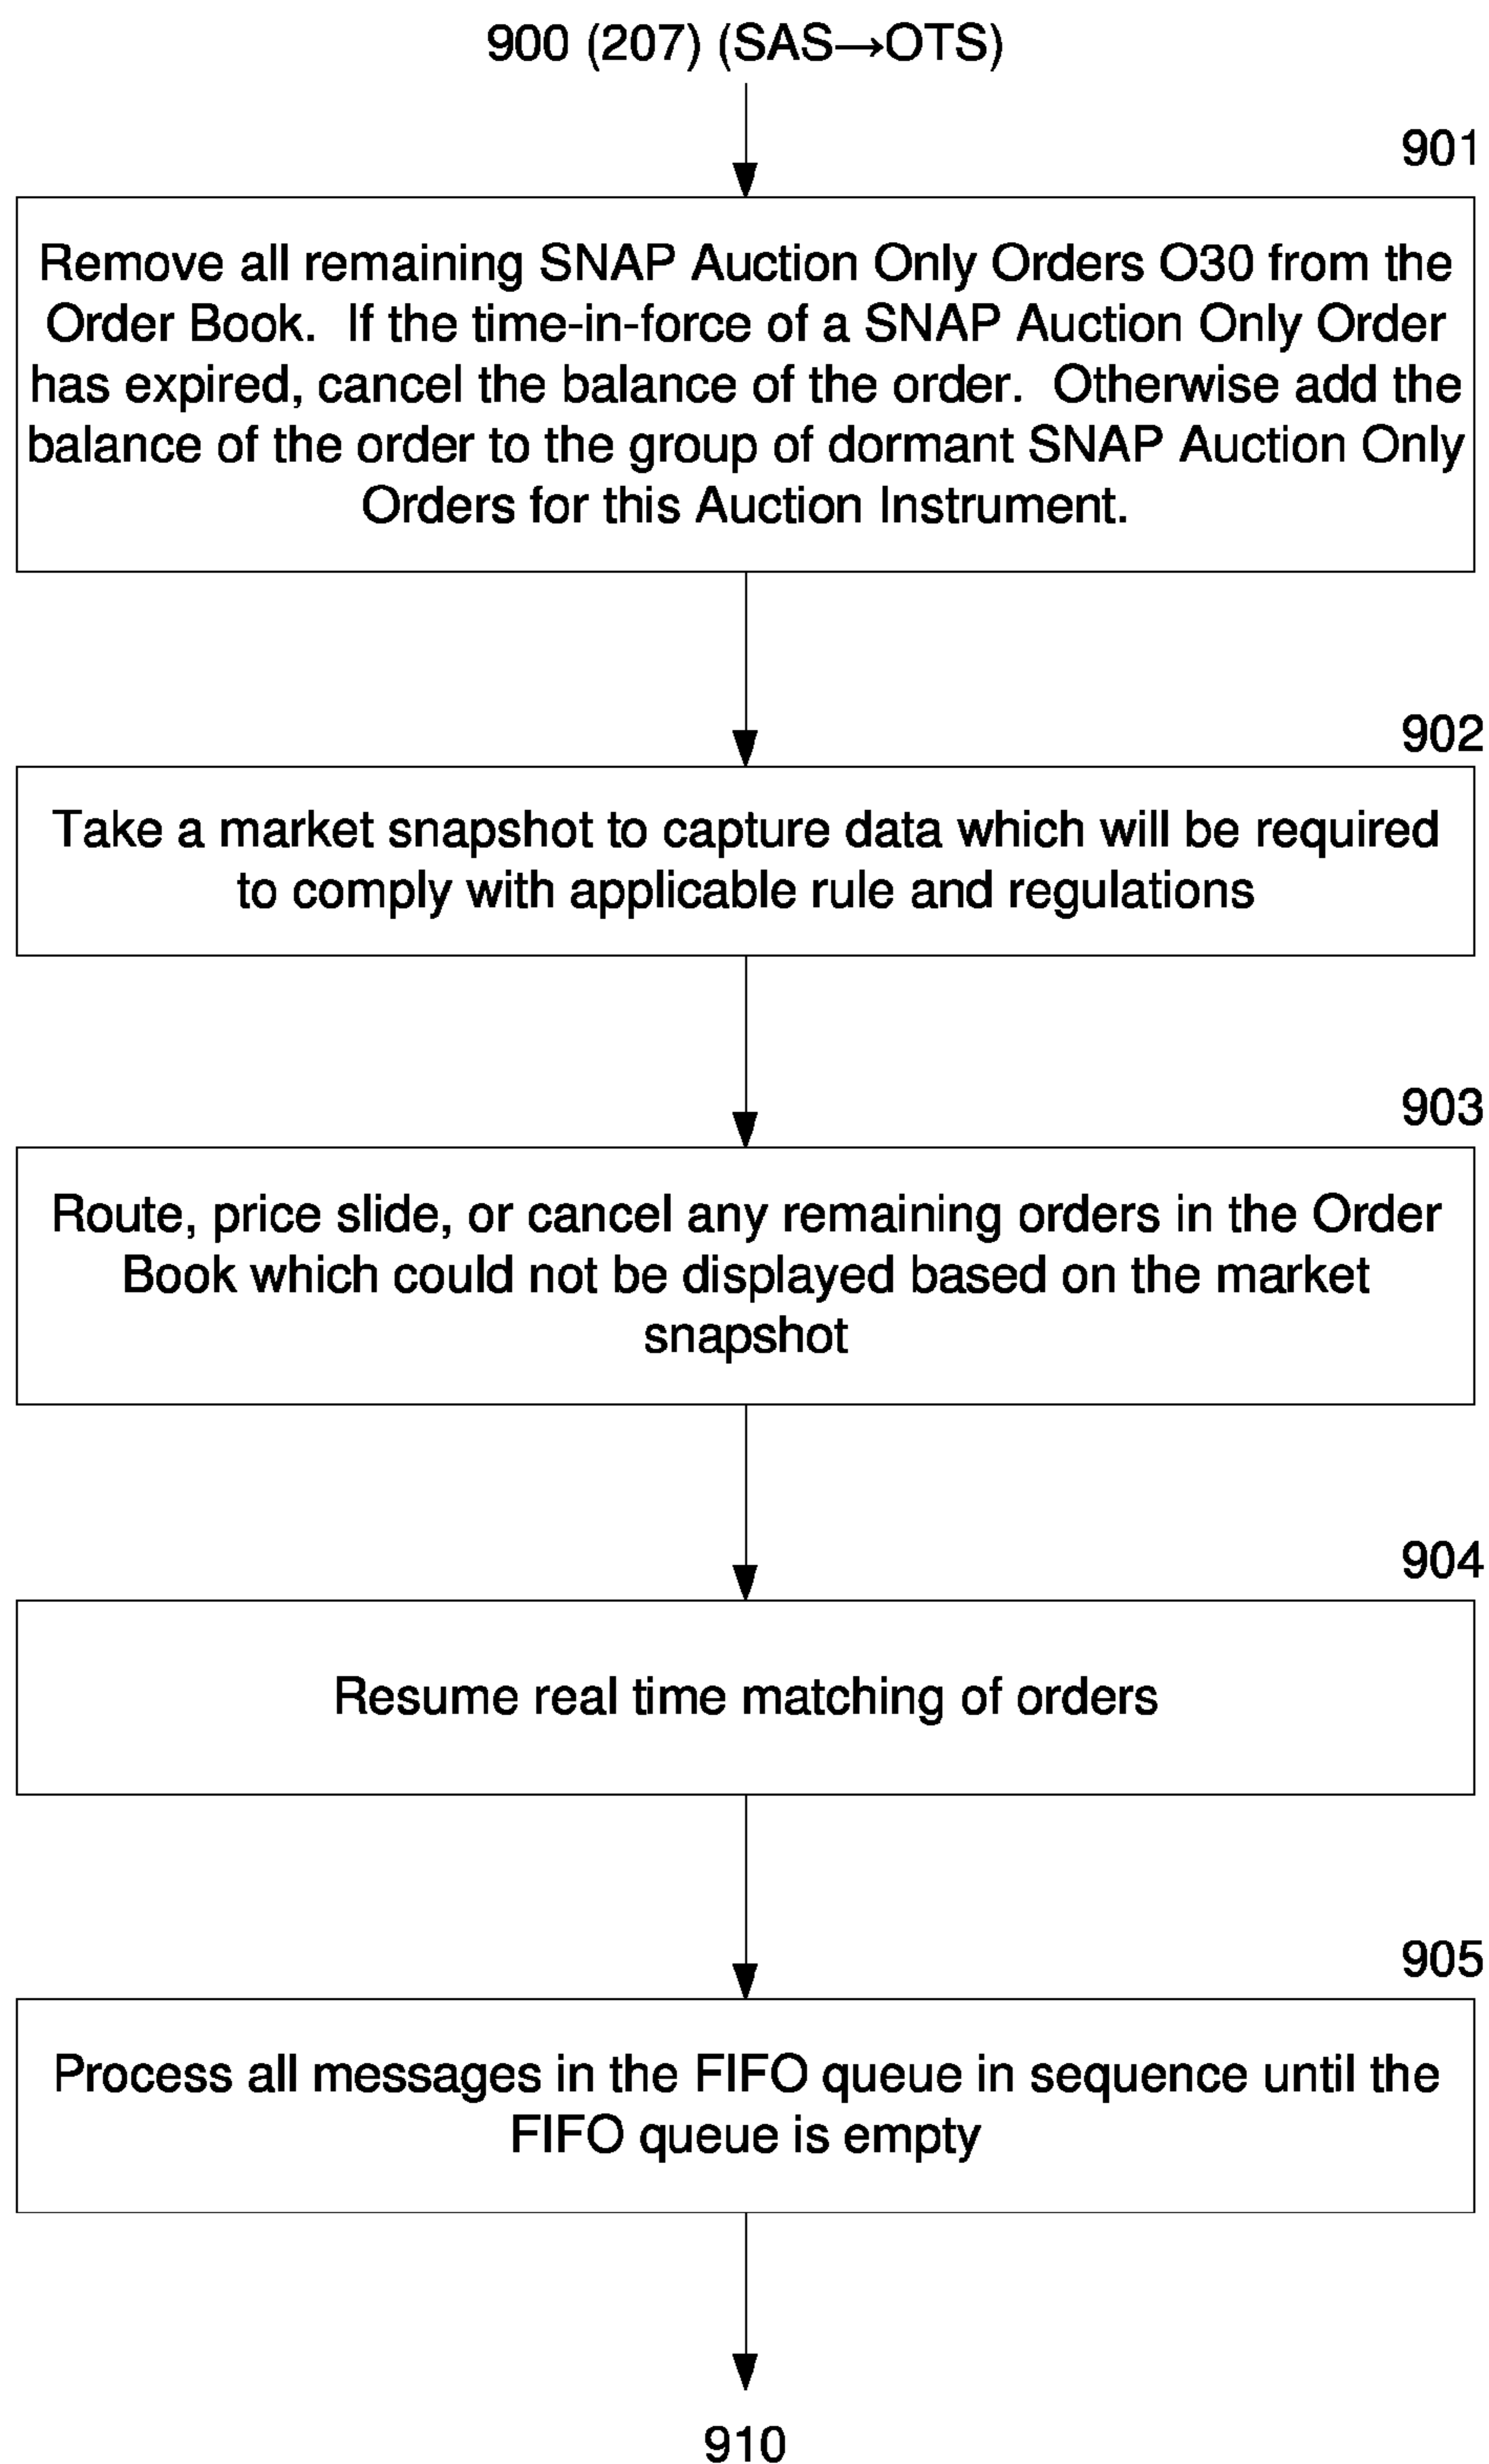 900 (207) (SAS→OTS)
901
Remove all remaining SNAP Auction Only Orders O30 from the
Order Book. If the time-in-force of a SNAP Auction Only Order
has expired, cancel the balance of the order. Otherwise add the
balance of the order to the group of dormant SNAP Auction Only
Orders for this Auction Instrument.
902
Take a market snapshot to capture data which will be required
to comply with applicable rule and regulations
903
Route, price slide, or cancel any remaining orders in the Order
Book which could not be displayed based on the market
snapshot
904
Resume real time matching of orders
905
Process all messages in the FIFO queue in sequence until the
FIFO queue is empty
910